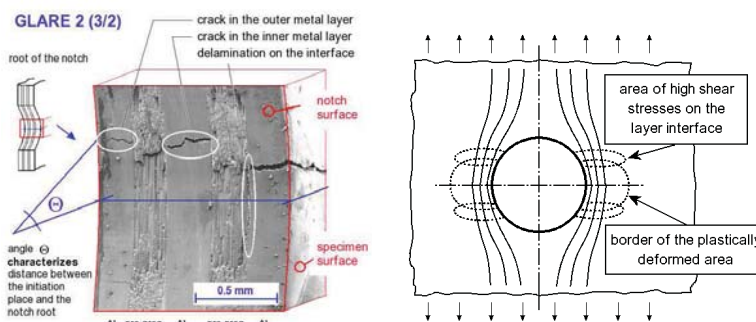 GLARE 2 (3/2)
crack in the outer metal layer
crack in the inner metal layer
delamination on the interface
root of the notch
notch
surface
Θ
angle Θ
characterizes
distance between
the initiation
place and the
notch root
specimen
surface
0.5 mm
area of high shear
stresses on the
layer interface
border of the plastically
deformed area